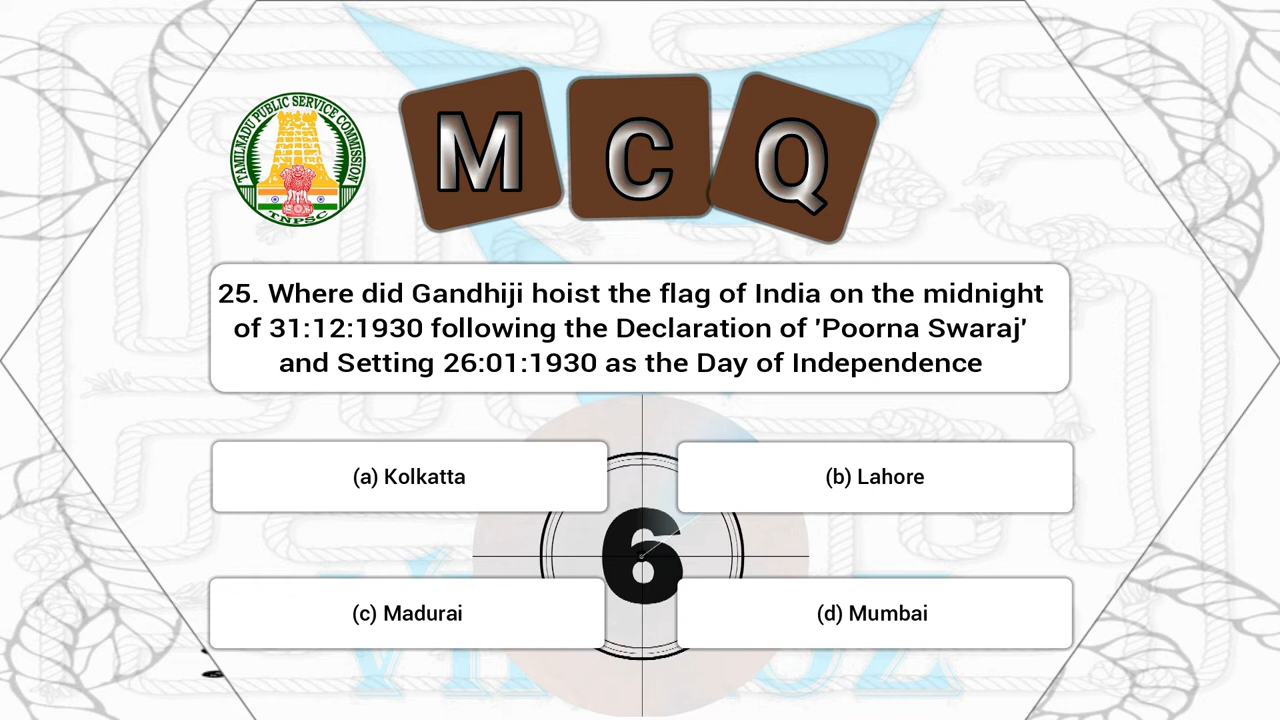 TAMILNADU PUBLIC SERVICE COMMISSION
TNPSC
M C Q
25. Where did Gandhiji hoist the flag of India on the midnight
of 31:12:1930 following the Declaration of 'Poorna Swaraj'
and Setting 26:01:1930 as the Day of Independence
(a) Kolkatta
(b) Lahore
6
(c) Madurai
(d) Mumbai